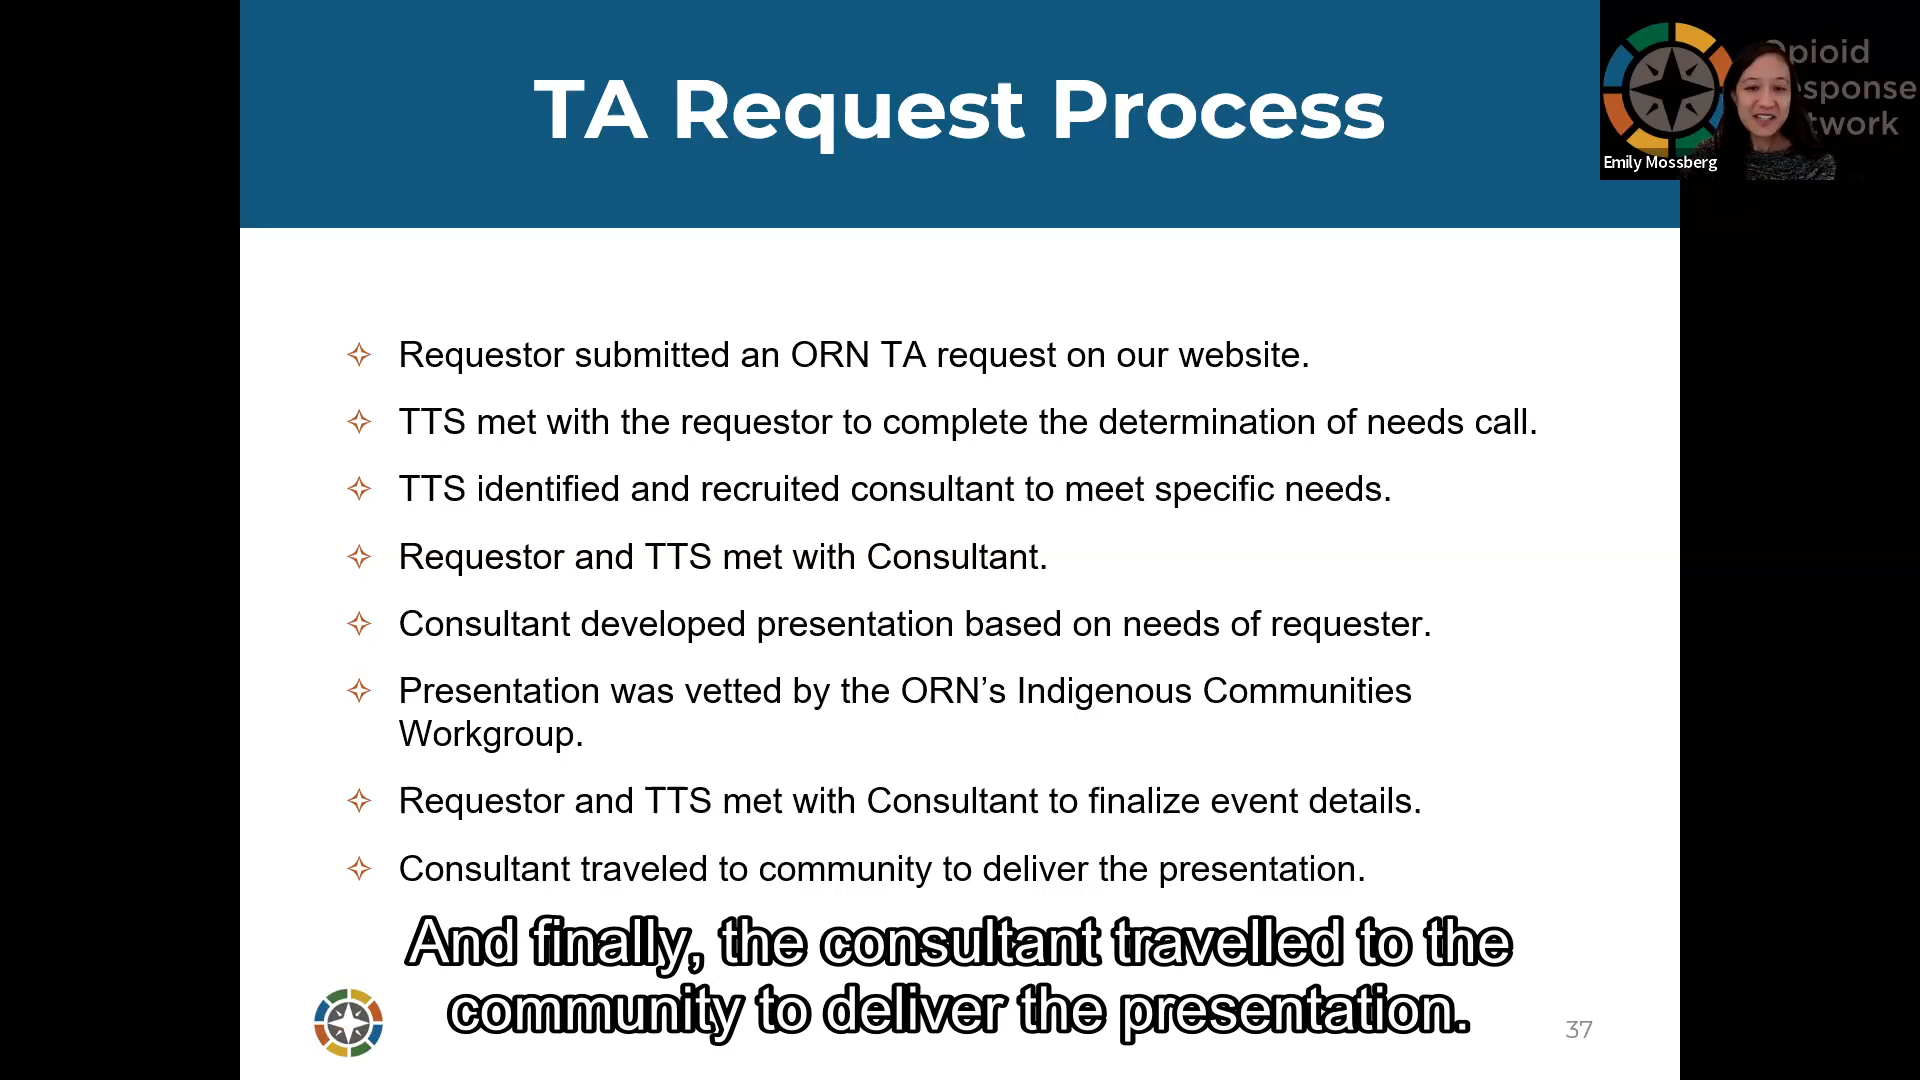 TA Request Process
Opioid
Response
Network
Emily Mossberg
Requestor submitted an ORN TA request on our website.
TTS met with the requestor to complete the determination of needs call.
TTS identified and recruited consultant to meet specific needs.
Requestor and TTS met with Consultant.
Consultant developed presentation based on needs of requester.
Presentation was vetted by the ORN’s Indigenous Communities
Workgroup.
Requestor and TTS met with Consultant to finalize event details.
Consultant traveled to community to deliver the presentation.
And finally, the consultant travelled to the
community to deliver the presentation.
37